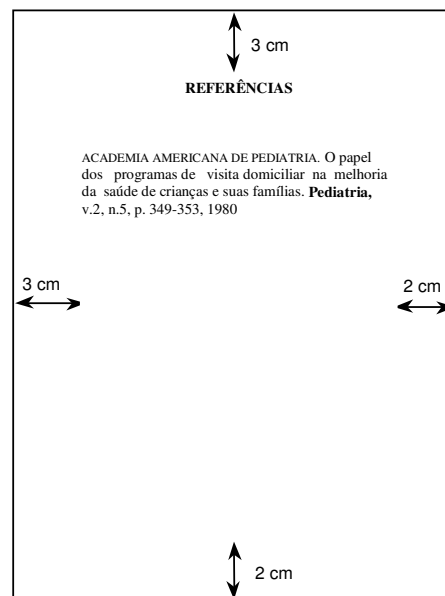 3 cm
REFERÊNCIAS
ACADEMIA AMERICANA DE PEDIATRIA. O papel
dos programas de visita domiciliar na melhoria
da saúde de crianças e suas famílias. Pediatria,
v.2, n.5, p. 349-353, 1980
3 cm
2 cm
2 cm